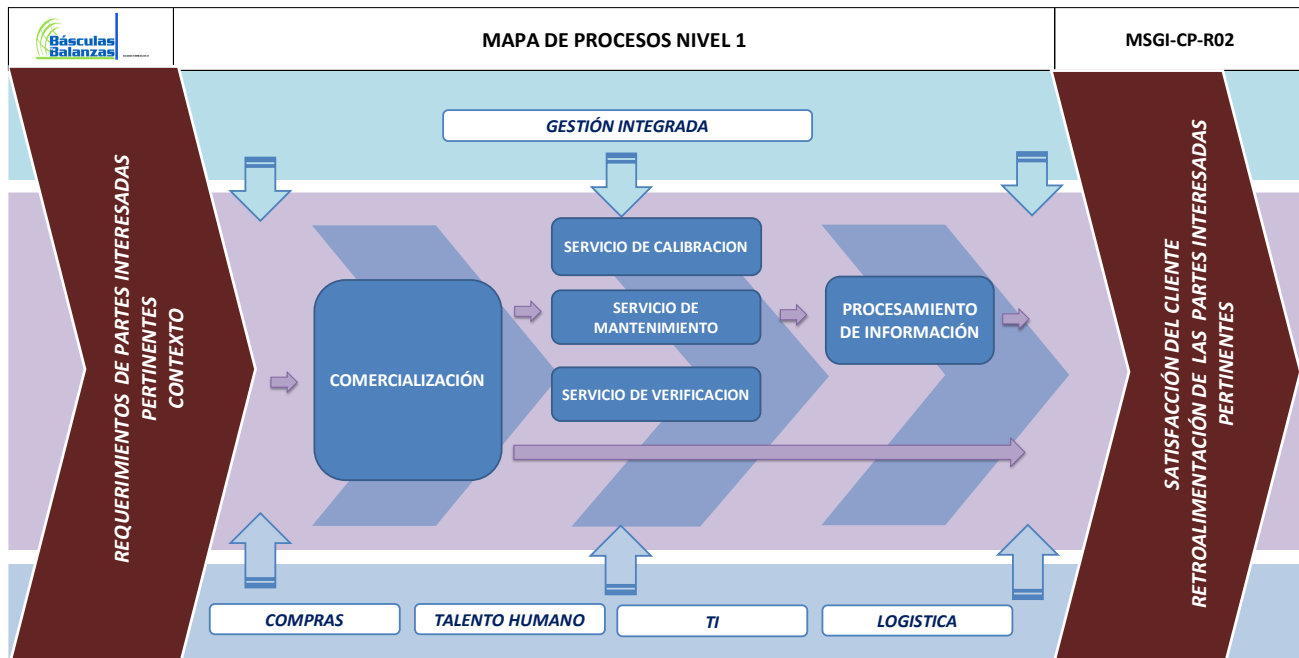 Básculas
Balanzas
MAPA DE PROCESOS NIVEL 1
MSGI-CP-R02
REQUERIMIENTOS DE PARTES INTERESADAS
PERTINENTES
CONTEXTO
GESTIÓN INTEGRADA
SERVICIO DE CALIBRACION
SERVICIO DE
MANTENIMIENTO
SERVICIO DE VERIFICACION
COMERCIALIZACIÓN
PROCESAMIENTO
DE INFORMACIÓN
COMPRAS
TALENTO HUMANO
TI
LOGISTICA
SATISFACCIÓN DEL CLIENTE
RETROALIMENTACIÓN DE LAS PARTES INTERESADAS
PERTINENTES